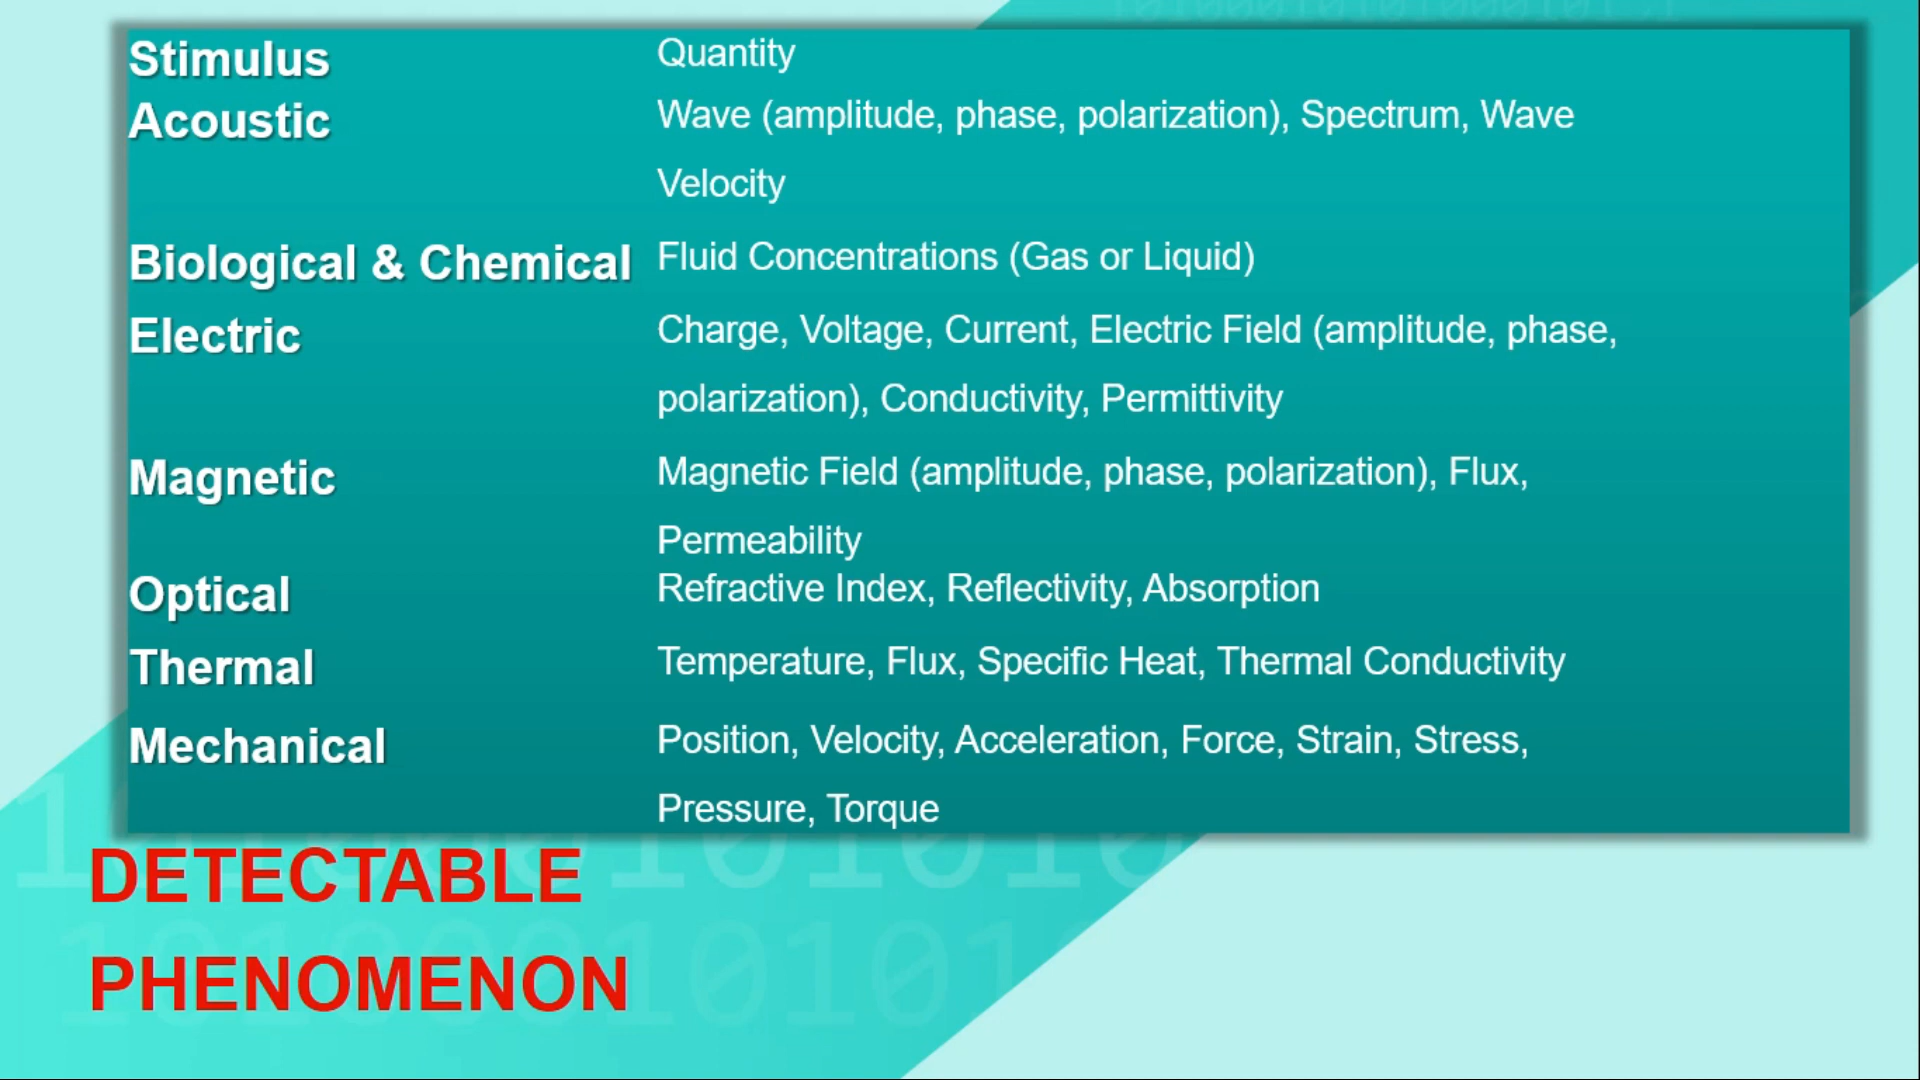 Stimulus Quantity
Acoustic Wave (amplitude, phase, polarization), Spectrum, Wave
Velocity
Biological & Chemical Fluid Concentrations (Gas or Liquid)
Electric Charge, Voltage, Current, Electric Field (amplitude, phase,
polarization), Conductivity, Permittivity
Magnetic Magnetic Field (amplitude, phase, polarization), Flux,
Permeability
Optical Refractive Index, Reflectivity, Absorption
Thermal Temperature, Flux, Specific Heat, Thermal Conductivity
Mechanical Position, Velocity, Acceleration, Force, Strain, Stress,
Pressure, Torque
DETECTABLE
PHENOMENON